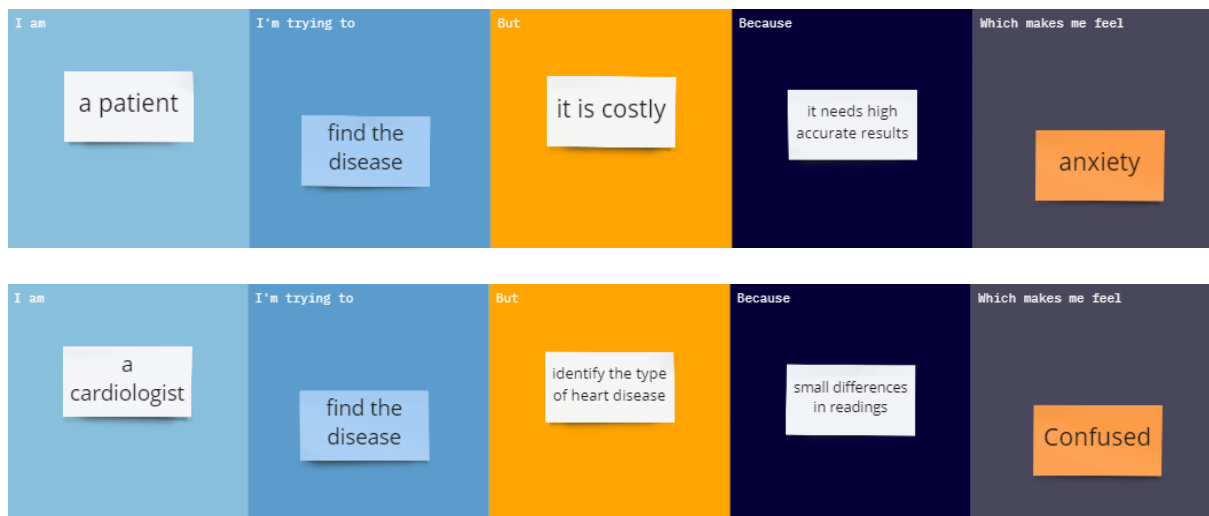 I am
I'm trying to
But
Because
Which makes me feel
a patient
find the
disease
it is costly
it needs high
accurate results
anxiety
I am
I'm trying to
But
Because
Which makes me feel
a
cardiologist
find the
disease
identify the type
of heart disease
small differences
in readings
Confused